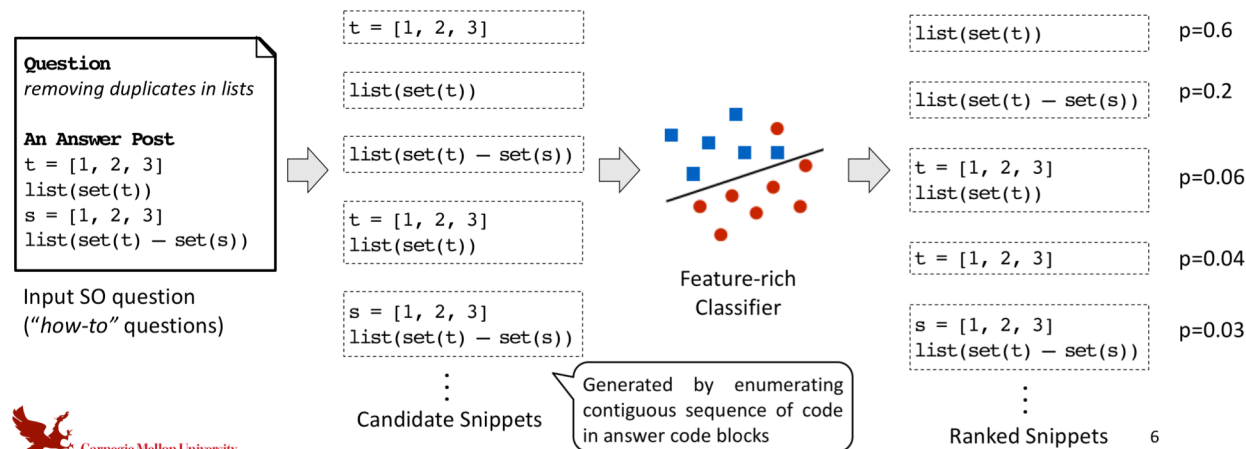 Question
removing duplicates in lists
An Answer Post
t = [1, 2, 3]
list(set(t))
s = [1, 2, 3]
list(set(t) — set(s))
Input SO question
(“how-to” questions)
t = [1, 2, 3]
list(set(t))
list(set(t) — set(s))
t = [1, 2, 3]
list(set(t))
s = [1, 2, 3]
list(set(t) — set(s))
⋮
Candidate Snippets
Generated by enumerating
contiguous sequence of code
in answer code blocks
Feature-rich
Classifier
list(set(t))
p=0.6
list(set(t) — set(s))
p=0.2
t = [1, 2, 3]
list(set(t))
p=0.06
t = [1, 2, 3]
p=0.04
s = [1, 2, 3]
list(set(t) — set(s))
p=0.03
⋮
Ranked Snippets
6
Carnegie Mellon University